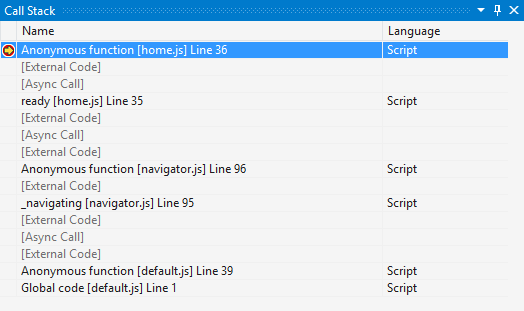 Call Stack
Name Language
Anonymous function [home.js] Line 36 Script
[External Code]
[Async Call]
ready [home.js] Line 35 Script
[External Code]
[Async Call]
[External Code]
Anonymous function [navigator.js] Line 96 Script
[External Code]
_navigating [navigator.js] Line 95 Script
[External Code]
[Async Call]
[External Code]
Anonymous function [default.js] Line 39 Script
Global code [default.js] Line 1 Script